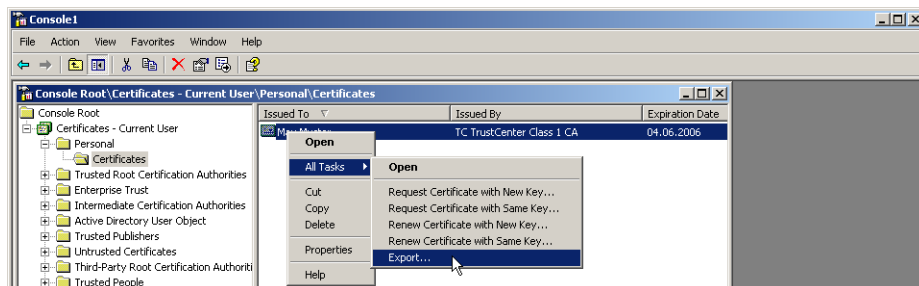 Console1
File Action View Favorites Window Help
Console Root\Certificates - Current User\Personal\Certificates
Console Root
Certificates - Current User
Personal
Certificates
Trusted Root Certification Authorities
Enterprise Trust
Intermediate Certification Authorities
Active Directory User Object
Trusted Publishers
Untrusted Certificates
Third-Party Root Certification Authoriti
Trusted People
Issued To Issued By Expiration Date
TC TrustCenter Class 1 CA 04.06.2006
Open
All Tasks
Cut
Copy
Delete
Properties
Help
Open
Request Certificate with New Key...
Request Certificate with Same Key...
Renew Certificate with New Key...
Renew Certificate with Same Key...
Export...